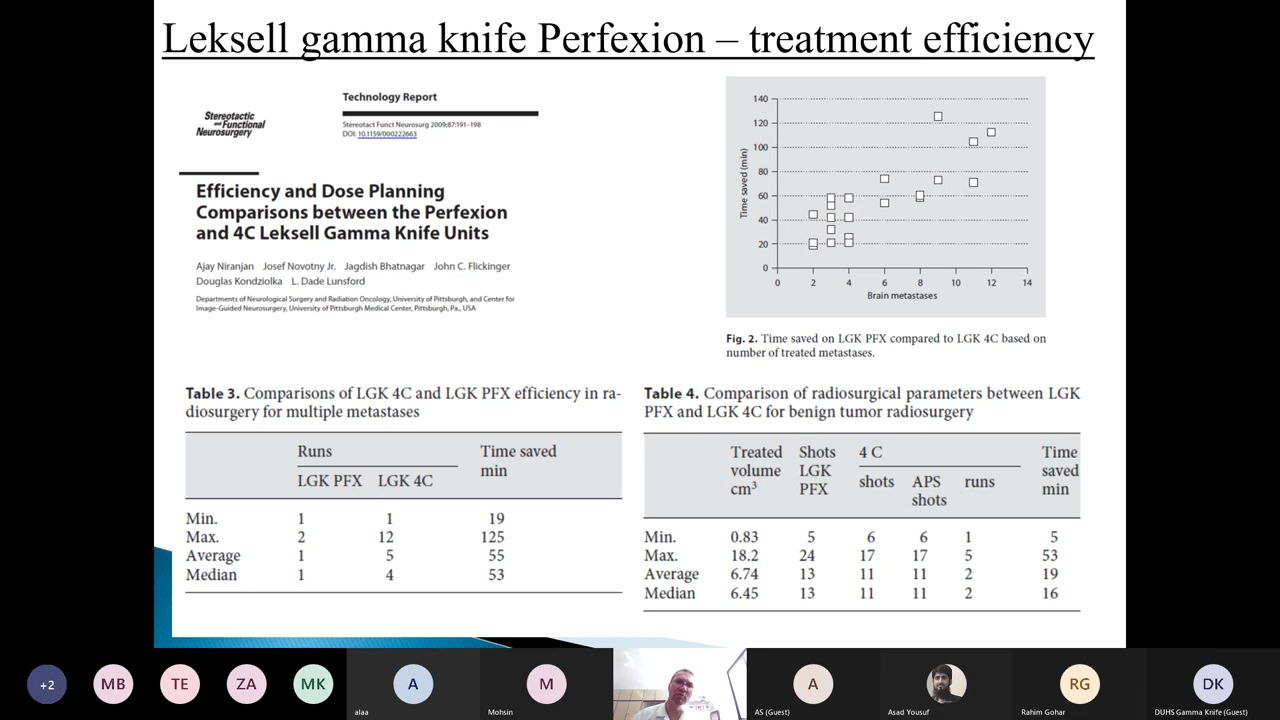 Leksell gamma knife Perfexion – treatment efficiency
Stereotactic
and Functional
Neurosurgery
Technology Report
Stereotact Funct Neurosurg 2009;87:191–198
DOI: 10.1159/000222663
Efficiency and Dose Planning
Comparisons between the Perfexion
and 4C Leksell Gamma Knife Units
Ajay Niranjan Josef Novotny Jr. Jagdish Bhatnagar John C. Flickinger
Douglas Kondziolka L. Dade Lunsford
Departments of Neurological Surgery and Radiation Oncology, University of Pittsburgh, and Center for
Image-Guided Neurosurgery, University of Pittsburgh Medical Center, Pittsburgh, Pa., USA
140
120
100
80
60
40
20
0
Time saved (min)
0 2 4 6 8 10 12 14
Brain metastases
Fig. 2. Time saved on LGK PFX compared to LGK 4C based on
number of treated metastases.
Table 3. Comparisons of LGK 4C and LGK PFX efficiency in ra-
diosurgery for multiple metastases
Runs Time saved
min
LGK PFX LGK 4C
Min. 1 1 19
Max. 2 12 125
Average 1 5 55
Median 1 4 53
Table 4. Comparison of radiosurgical parameters between LGK
PFX and LGK 4C for benign tumor radiosurgery
Treated Shots 4 C Time
volume LGK saved
cm³ PFX shots APS runs min
shots
Min. 0.83 5 6 6 1 5
Max. 18.2 24 17 17 5 53
Average 6.74 13 11 11 2 19
Median 6.45 13 11 11 2 16
+2 MB TE ZA MK A M A RG DK
alaa Mohsin AS (Guest) Asad Yousuf Rahim Gohar DUHS Gamma Knife (Guest)